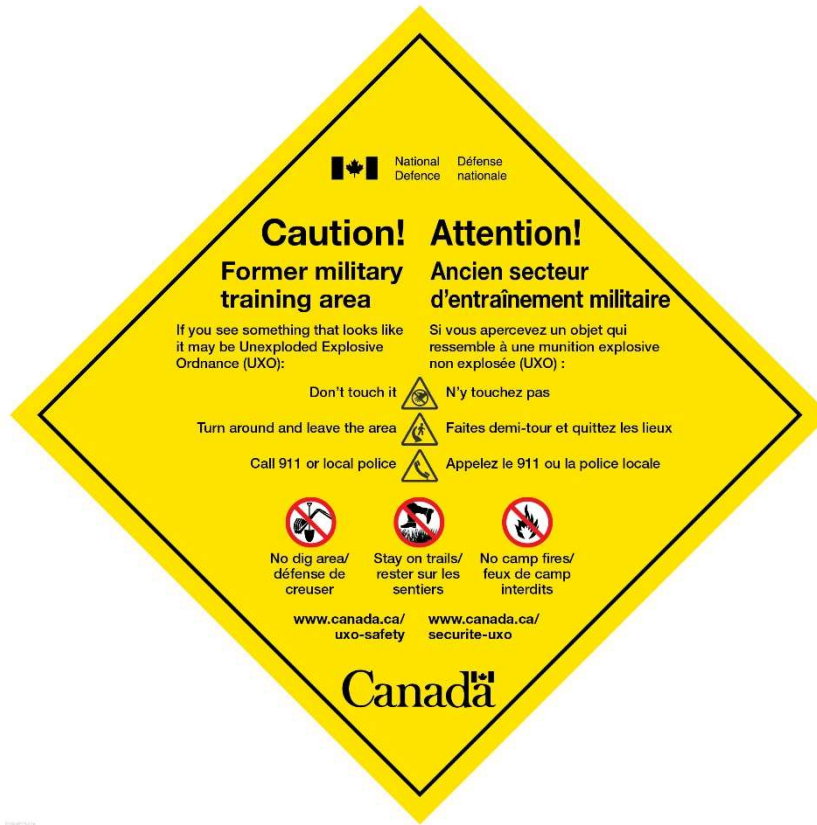 National Defence
Défense nationale
Caution!
Former military
training area
If you see something that looks like
it may be Unexploded Explosive
Ordnance (UXO):
Attention!
Ancien secteur
d'entraînement militaire
Si vous apercevez un objet qui
ressemble à une munition explosive
non explosée (UXO) :
Don't touch it
N'y touchez pas
Turn around and leave the area
Faites demi-tour et quittez les lieux
Call 911 or local police
Appelez le 911 ou la police locale
No dig area/
défense de
creuser
Stay on trails/
rester sur les
sentiers
No camp fires/
feux de camp
interdits
www.canada.ca/
uxo-safety
www.canada.ca/
securite-uxo
Canada